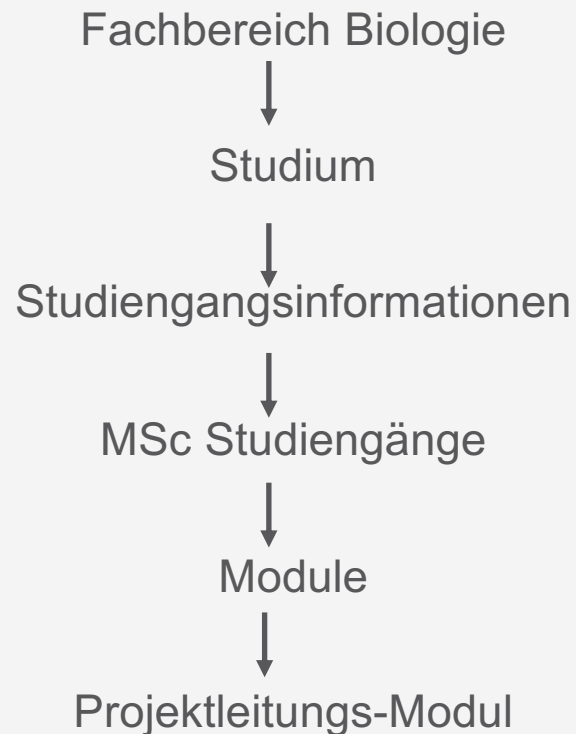 Fachbereich Biologie
Studium
Studiengangsinformationen
MSc Studiengänge
Module
Projektleitungs-Modul